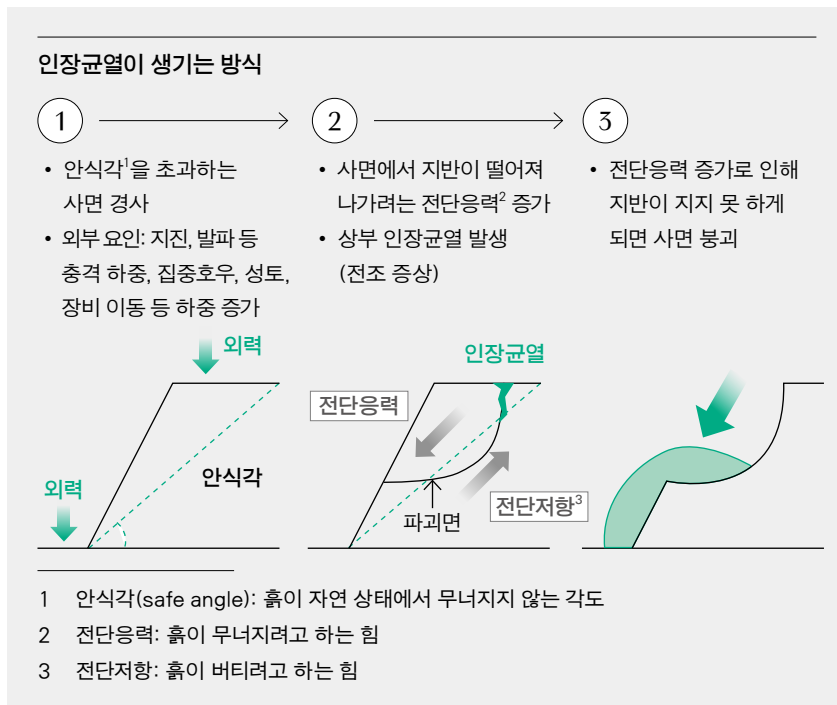 인장균열이 생기는 방식
1
• 안식각1을 초과하는
사면 경사
• 외부 요인: 지진, 발파 등
충격 하중, 집중호우, 성토,
장비 이동 등 하중 증가
2
• 사면에서 지반이 떨어져
나가려는 전단응력2 증가
• 상부 인장균열 발생
(전조 증상)
3
• 전단응력 증가로 인해
지반이 지지 못 하게
되면 사면 붕괴
외력
안식각
외력
인장균열
전단응력
전단저항3
파괴면
1 안식각(safe angle): 흙이 자연 상태에서 무너지지 않는 각도
2 전단응력: 흙이 무너지려고 하는 힘
3 전단저항: 흙이 버티려고 하는 힘